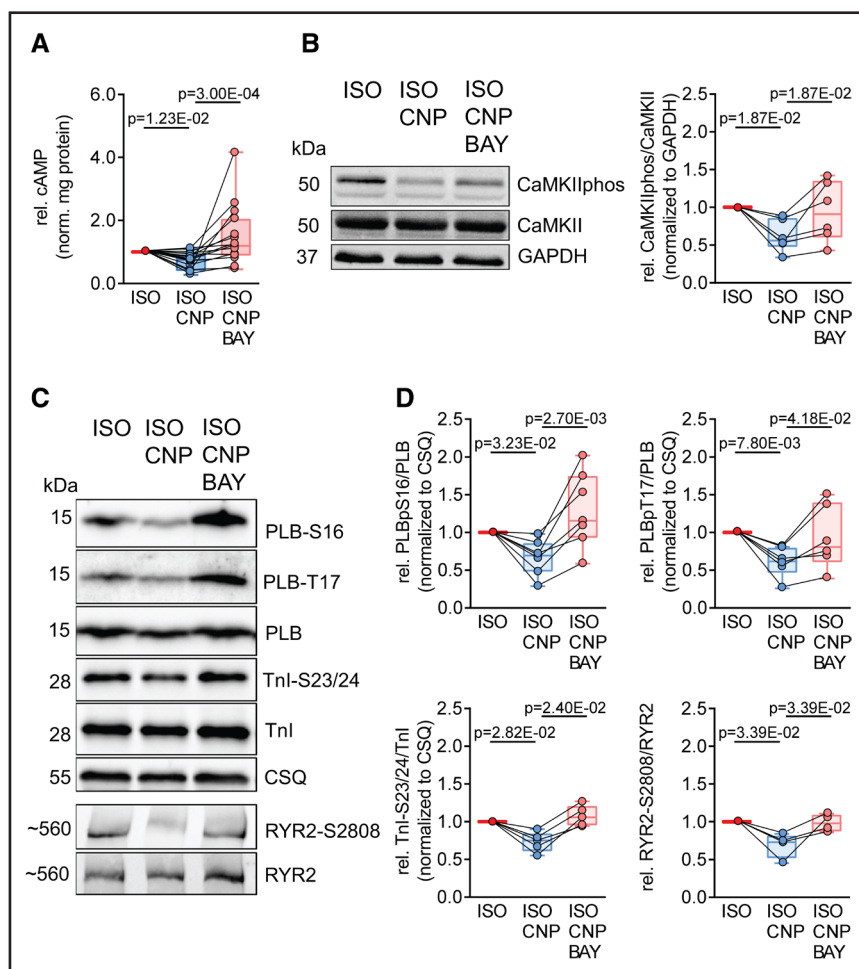 A
rel. cAMP
(norm. mg protein)
6.0
4.0
2.0
0.0
p=3.00E-04
p=1.23E-02
ISO
ISO
CNP
ISO
CNP
BAY
B
ISO
ISO
CNP
ISO
CNP
BAY
kDa
50
CaMKIIphos
50
CaMKII
37
GAPDH
rel. CaMKIIphos/CaMKII
(normalized to GAPDH)
2.5
2.0
1.5
1.0
0.5
0.0
p=1.87E-02
p=1.87E-02
ISO
ISO
CNP
ISO
CNP
BAY
C
ISO
ISO
CNP
ISO
CNP
BAY
kDa
15
PLB-S16
15
PLB-T17
15
PLB
28
TnI-S23/24
28
TnI
55
CSQ
~560
RYR2-S2808
~560
RYR2
D
rel. PLBpS16/PLB
(normalized to CSQ)
2.5
2.0
1.5
1.0
0.5
0.0
p=2.70E-03
p=3.23E-02
ISO
ISO
CNP
ISO
CNP
BAY
rel. PLBpT17/PLB
(normalized to CSQ)
2.5
2.0
1.5
1.0
0.5
0.0
p=4.18E-02
p=7.80E-03
ISO
ISO
CNP
ISO
CNP
BAY
rel. TnI-S23/24/TnI
(normalized to CSQ)
2.5
2.0
1.5
1.0
0.5
0.0
p=2.40E-02
p=2.82E-02
ISO
ISO
CNP
ISO
CNP
BAY
rel. RYR2-S2808/RYR2
2.5
2.0
1.5
1.0
0.5
0.0
p=3.39E-02
p=3.39E-02
ISO
ISO
CNP
ISO
CNP
BAY